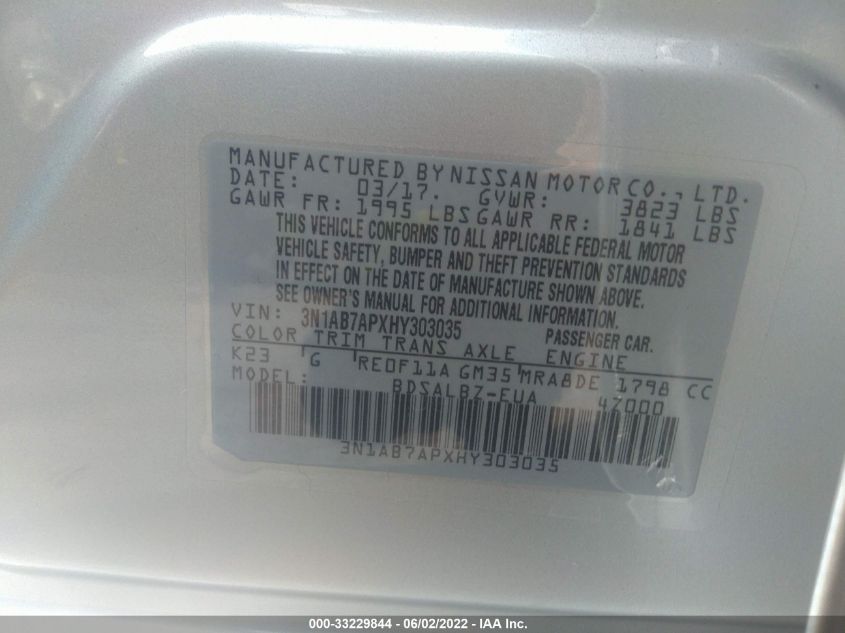 MANUFACTURED BY NISSAN MOTOR CO., LTD.
DATE: 03/17. GVWR: 3823 LBS
GAWR FR: 1995 LBS GAWR RR: 1841 LBS
THIS VEHICLE CONFORMS TO ALL APPLICABLE FEDERAL MOTOR
VEHICLE SAFETY, BUMPER AND THEFT PREVENTION STANDARDS
IN EFFECT ON THE DATE OF MANUFACTURE SHOWN ABOVE.
SEE OWNER'S MANUAL FOR ADDITIONAL INFORMATION.
VIN: 3N1AB7APXHY303035 PASSENGER CAR.
COLOR TRIM TRANS AXLE ENGINE
K23 G RE0F11A GM35 MRA8DE 1798 CC
MODEL: BDSALBZ-EUA 4Z000
3N1AB7APXHY303035
000-33229844 - 06/02/2022 - IAA Inc.